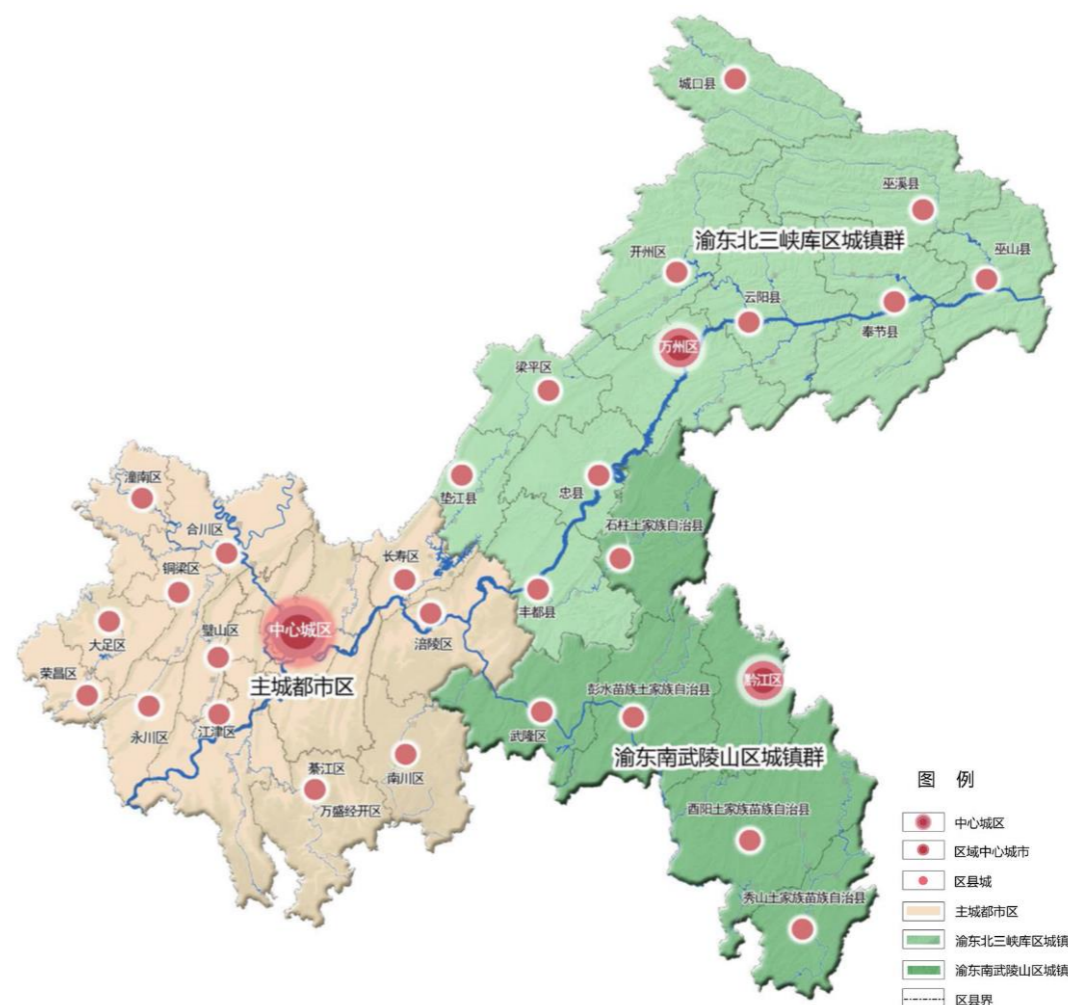 城口县
巫溪县
渝东北三峡库区城镇群
开州区
巫山县
云阳县
奉节县
万州区
梁平区
垫江县
忠县
石柱土家族自治县
丰都县
潼南区
合川区
铜梁区
长寿区
涪陵区
大足区
璧山区
中心城区
荣昌区
主城都市区
永川区
江津区
綦江区
万盛经开区
南川区
黔江区
彭水苗族土家族自治县
武隆区
渝东南武陵山区城镇群
酉阳土家族苗族自治县
秀山土家族苗族自治县
图 例
中心城区
区域中心城市
区县城
主城都市区
渝东北三峡库区城镇
渝东南武陵山区城镇
区县界